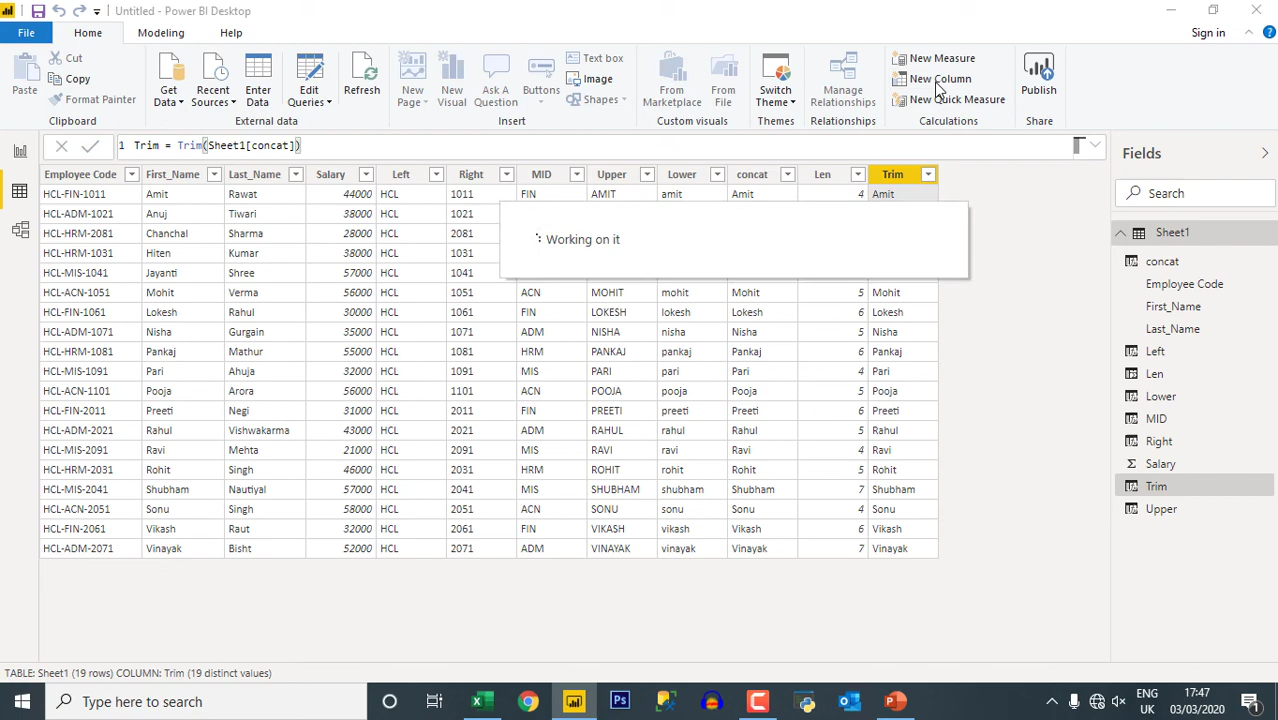 Untitled - Power BI Desktop
File Home Modeling Help Sign in
Paste Cut Copy Format Painter Clipboard
Get Data Recent Sources Enter Data Edit Queries External data
Refresh
New Page New Visual Ask A Question Buttons Text box Image Shapes Insert
From Marketplace From File Custom visuals
Switch Theme Themes
Manage Relationships Relationships
New Measure New Column New Quick Measure Calculations
Publish Share
1 Trim = Trim(Sheet1[concat])
Employee Code First_Name Last_Name Salary Left Right MID Upper Lower concat Len Trim
HCL-FIN-1011 Amit Rawat 44000 HCL 1011 FIN AMIT amit Amit 4 Amit
HCL-ADM-1021 Anuj Tiwari 38000 HCL 1021
HCL-HRM-2081 Chanchal Sharma 28000 HCL 2081
HCL-HRM-1031 Hiten Kumar 38000 HCL 1031
HCL-MIS-1041 Jayanti Shree 57000 HCL 1041
Working on it
HCL-ACN-1051 Mohit Verma 56000 HCL 1051 ACN MOHIT mohit Mohit 5 Mohit
HCL-FIN-1061 Lokesh Rahul 30000 HCL 1061 FIN LOKESH lokesh Lokesh 6 Lokesh
HCL-ADM-1071 Nisha Gurgain 35000 HCL 1071 ADM NISHA nisha Nisha 5 Nisha
HCL-HRM-1081 Pankaj Mathur 55000 HCL 1081 HRM PANKAJ pankaj Pankaj 6 Pankaj
HCL-MIS-1091 Pari Ahuja 32000 HCL 1091 MIS PARI pari Pari 4 Pari
HCL-ACN-1101 Pooja Arora 56000 HCL 1101 ACN POOJA pooja Pooja 5 Pooja
HCL-FIN-2011 Preeti Negi 31000 HCL 2011 FIN PREETI preeti Preeti 6 Preeti
HCL-ADM-2021 Rahul Vishwakarma 43000 HCL 2021 ADM RAHUL rahul Rahul 5 Rahul
HCL-MIS-2091 Ravi Mehta 21000 HCL 2091 MIS RAVI ravi Ravi 4 Ravi
HCL-HRM-2031 Rohit Singh 46000 HCL 2031 HRM ROHIT rohit Rohit 5 Rohit
HCL-MIS-2041 Shubham Nautiyal 57000 HCL 2041 MIS SHUBHAM shubham Shubham 7 Shubham
HCL-ACN-2051 Sonu Singh 58000 HCL 2051 ACN SONU sonu Sonu 4 Sonu
HCL-FIN-2061 Vikash Raut 32000 HCL 2061 FIN VIKASH vikash Vikash 6 Vikash
HCL-ADM-2071 Vinayak Bisht 52000 HCL 2071 ADM VINAYAK vinayak Vinayak 7 Vinayak
Fields
Search
Sheet1
concat
Employee Code
First_Name
Last_Name
Left
Len
Lower
MID
Right
Σ Salary
Trim
Upper
TABLE: Sheet1 (19 rows) COLUMN: Trim (19 distinct values)
Type here to search
Ps
ENG 17:47
UK 03/03/2020 1